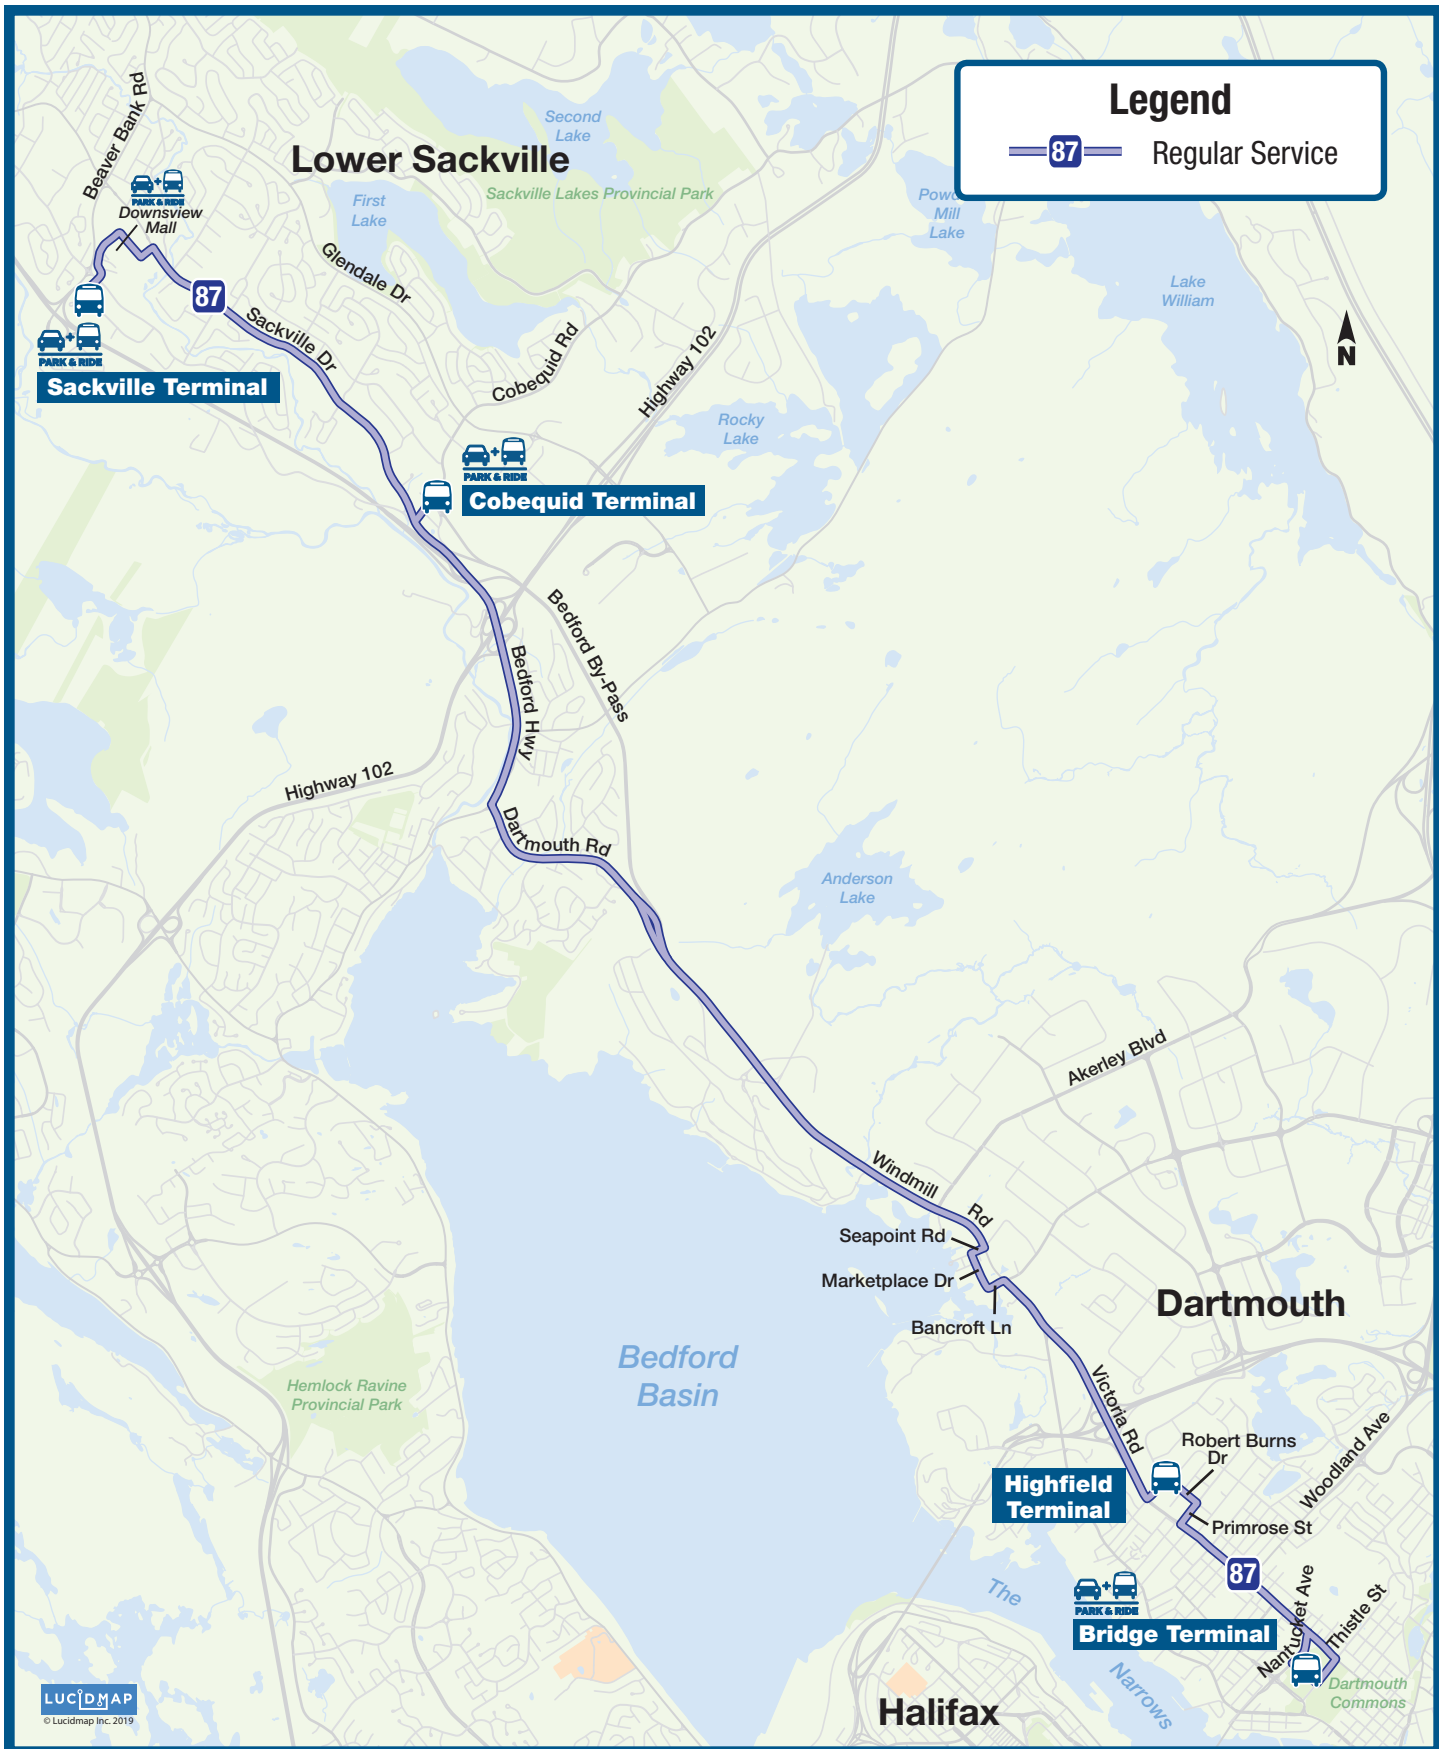 Legend
87
Regular Service
Beaver Bank Rd
Lower Sackville
Second
Lake
Sackville Lakes Provincial Park
First
Lake
Mill
Lake
PARK & RIDE
Downsview
Mall
Glendale Dr
Lake
William
N
87
Sackville Dr
PARK & RIDE
Sackville Terminal
Cobequid Rd
Highway 102
Rocky
Lake
PARK & RIDE
Cobequid Terminal
Bedford By-Pass
Bedford Hwy
Highway 102
Dartmouth Rd
Anderson
Lake
Akerley Blvd
Windmill Rd
Seapoint Rd
Marketplace Dr
Bancroft Ln
Dartmouth
Bedford
Basin
Hemlock Ravine
Provincial Park
Victoria Rd
Robert Burns
Dr
Woodland Ave
Highfield
Terminal
Primrose St
87
The
Narrows
PARK & RIDE
Bridge Terminal
Nantucket Ave
Thistle St
Dartmouth
Commons
Halifax
LUCIDMAP
© Lucidmap Inc. 2019